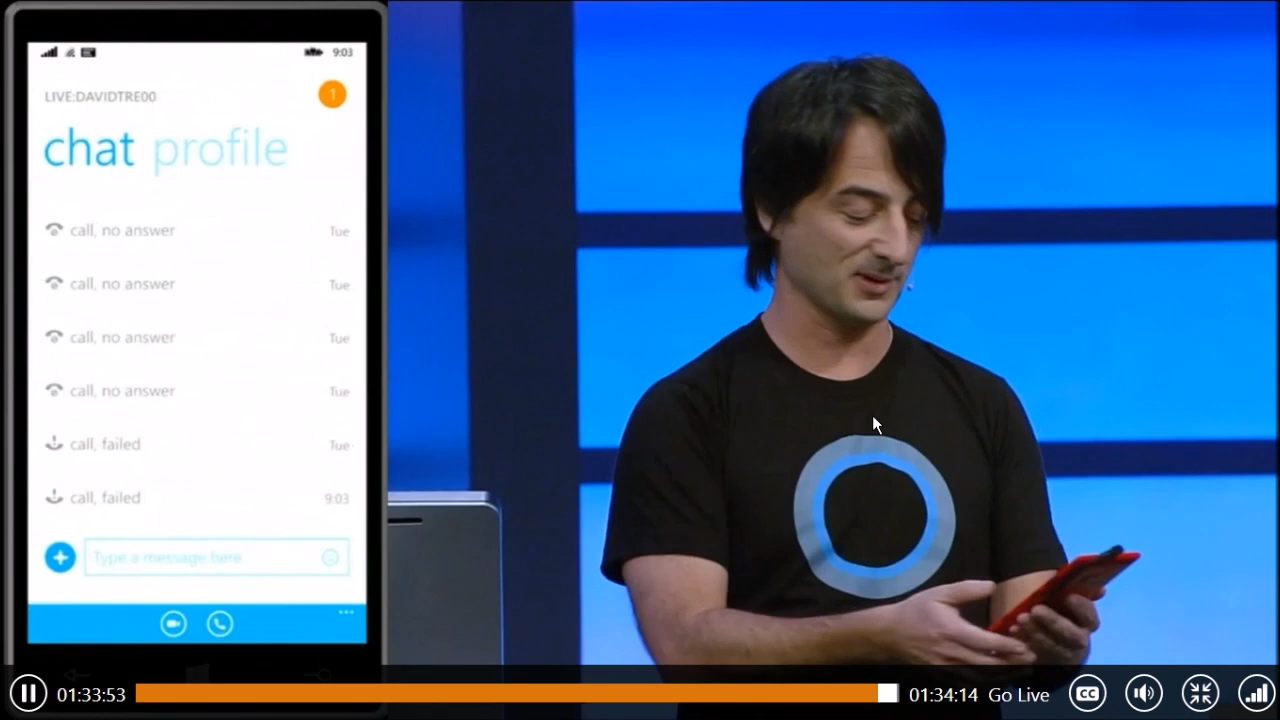 9:03
LIVE:DAVIDTRE00
1
chat profile
call, no answer Tue
call, no answer Tue
call, no answer Tue
call, no answer Tue
call, failed Tue
call, failed 9:03
Type a message here
01:33:53 01:34:14 Go Live CC